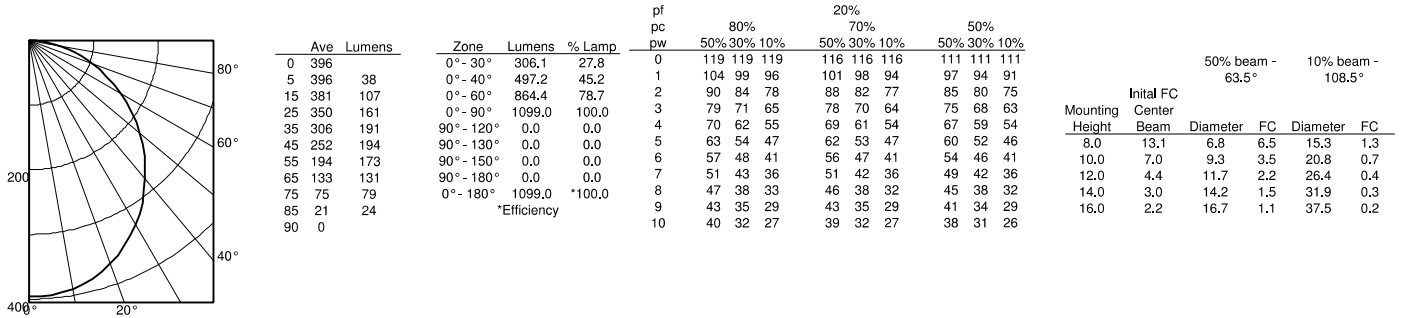 80°
60°
200
40°
400
0°
20°
Ave Lumens
0 396
5 396 38
15 381 107
25 350 161
35 306 191
45 252 194
55 194 173
65 133 131
75 75 79
85 21 24
90 0
Zone Lumens % Lamp
0°- 30° 306.1 27.8
0°- 40° 497.2 45.2
0°- 60° 864.4 78.7
0°- 90° 1099.0 100.0
90°- 120° 0.0 0.0
90°- 130° 0.0 0.0
90°- 150° 0.0 0.0
90°- 180° 0.0 0.0
0°- 180° 1099.0 *100.0
*Efficiency
pf 20%
pc 80% 70% 50%
pw 50% 30% 10% 50% 30% 10% 50% 30% 10%
0 119 119 119 116 116 116 111 111 111
1 104 99 96 101 98 94 97 94 91
2 90 84 78 88 82 77 85 80 75
3 79 71 65 78 70 64 75 68 63
4 70 62 55 69 61 54 67 59 54
5 63 54 47 62 53 47 60 52 46
6 57 48 41 56 47 41 54 46 41
7 51 43 36 51 42 36 49 42 36
8 47 38 33 46 38 32 45 38 32
9 43 35 29 43 35 29 41 34 29
10 40 32 27 39 32 27 38 31 26
50% beam - 10% beam -
63.5° 108.5°
Inital FC
Mounting Center
Height Beam Diameter FC Diameter FC
8.0 13.1 6.8 6.5 15.3 1.3
10.0 7.0 9.3 3.5 20.8 0.7
12.0 4.4 11.7 2.2 26.4 0.4
14.0 3.0 14.2 1.5 31.9 0.3
16.0 2.2 16.7 1.1 37.5 0.2